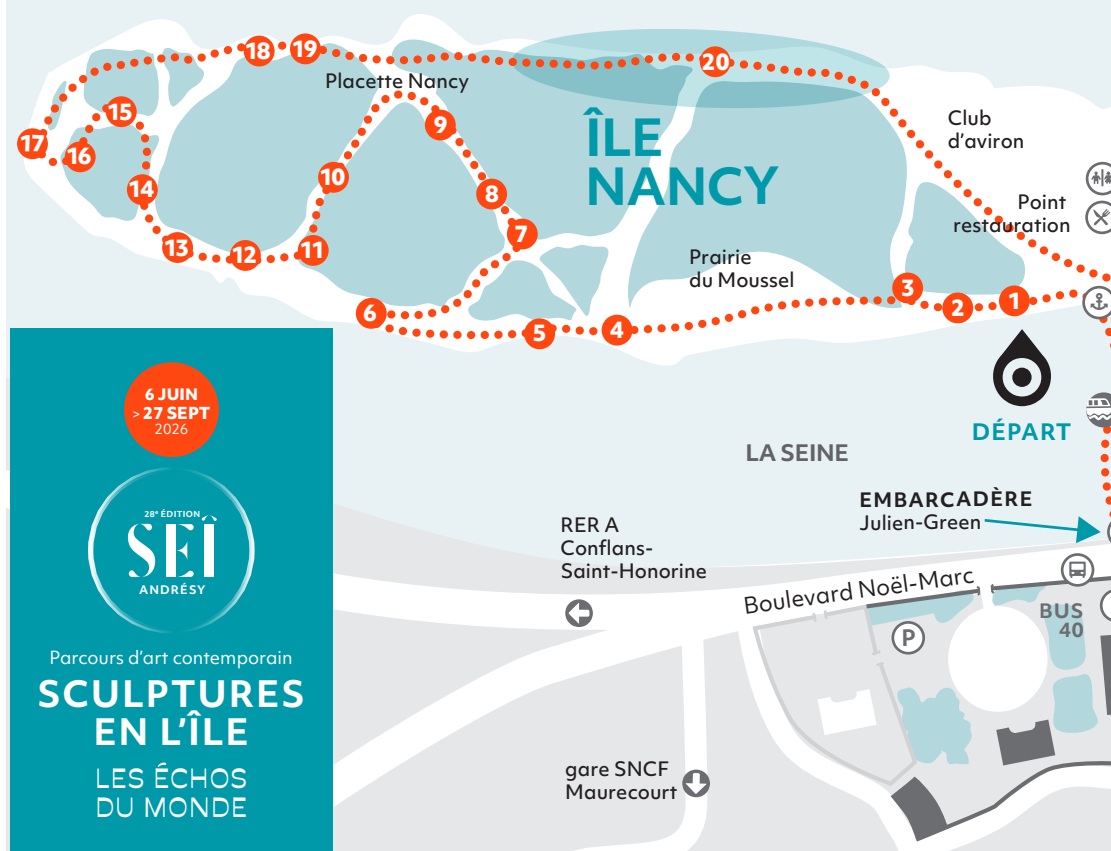 18
19
20
Placette Nancy
15
17
16
9
ÎLE
NANCY
Club
d'aviron
10
14
8
Point
restauration
7
13
12
11
Prairie
du Moussel
6
5
4
3
2
1
DÉPART
LA SEINE
EMBARCADÈRE
Julien-Green
RER A
Conflans-
Saint-Honorine
Boulevard Noël-Marc
P
BUS
40
gare SNCF
Maurecourt
6 JUIN
> 27 SEPT
2026
28e ÉDITION
SEÎ
ANDRÉSY
Parcours d'art contemporain
SCULPTURES
EN L'ÎLE
LES ÉCHOS
DU MONDE